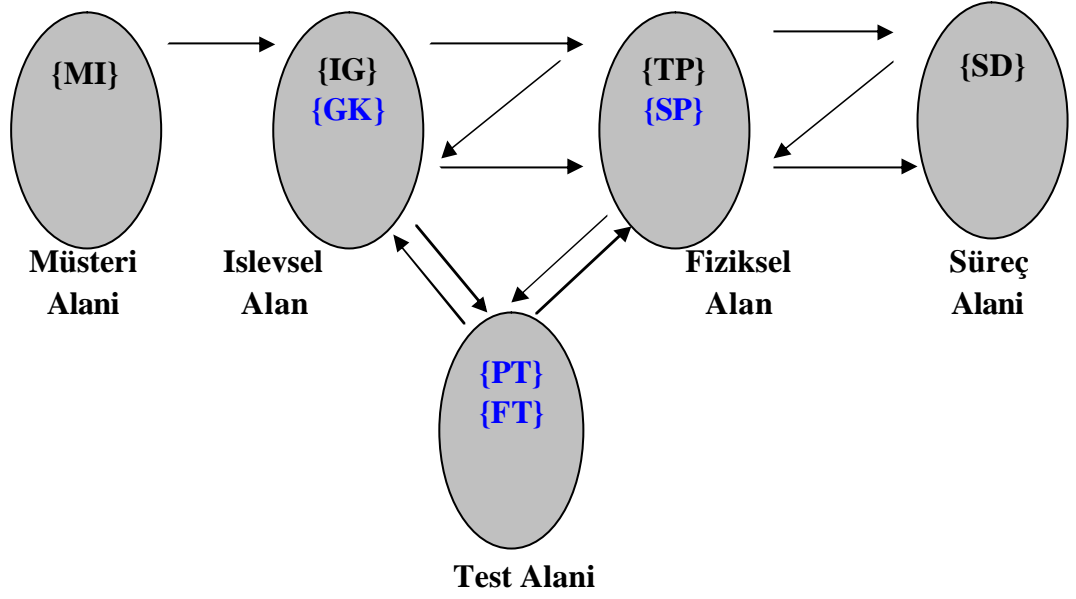 {MI}
{IG}
{GK}
{TP}
{SP}
{SD}
Müsteri
Alani
Islevsel
Alan
Fiziksel
Alan
Süreç
Alani
{PT}
{FT}
Test Alani